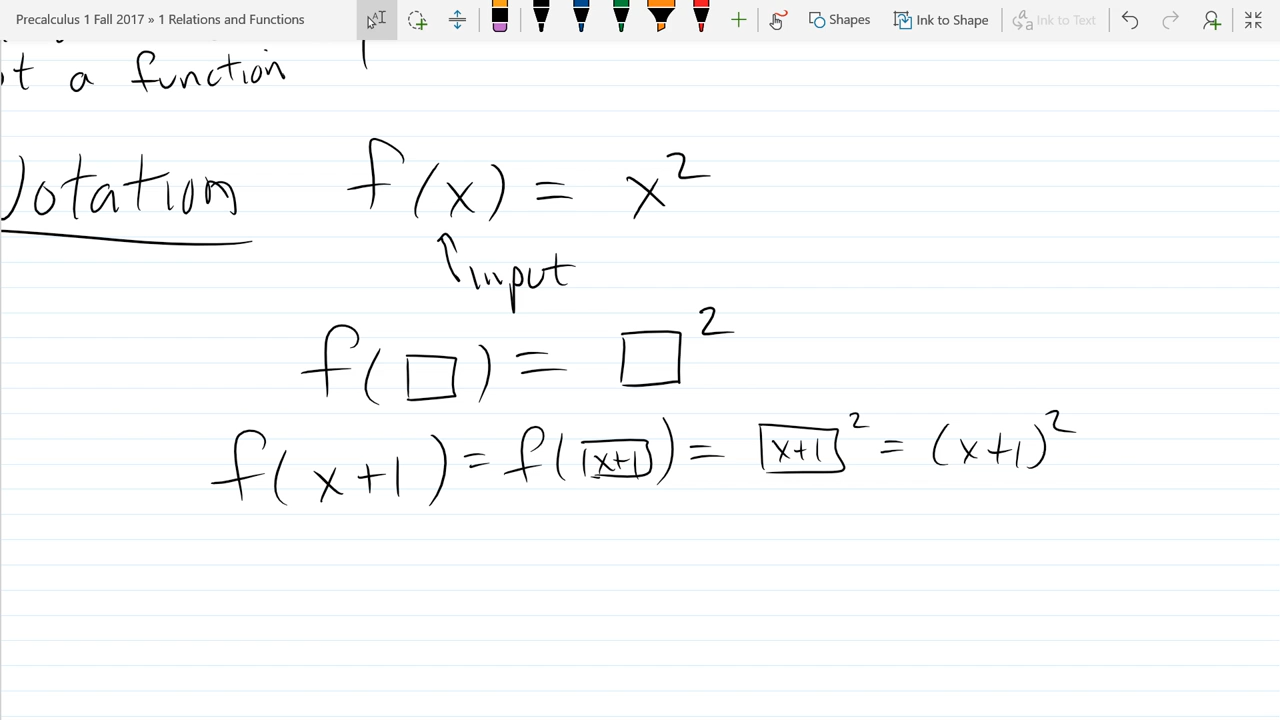 Precalculus 1 Fall 2017 » 1 Relations and Functions
Shapes
Ink to Shape
Ink to Text
a function
f(x) = x²
input
f(□) = □²
f(x+1) = f(x+1) = x+1² = (x+1)²